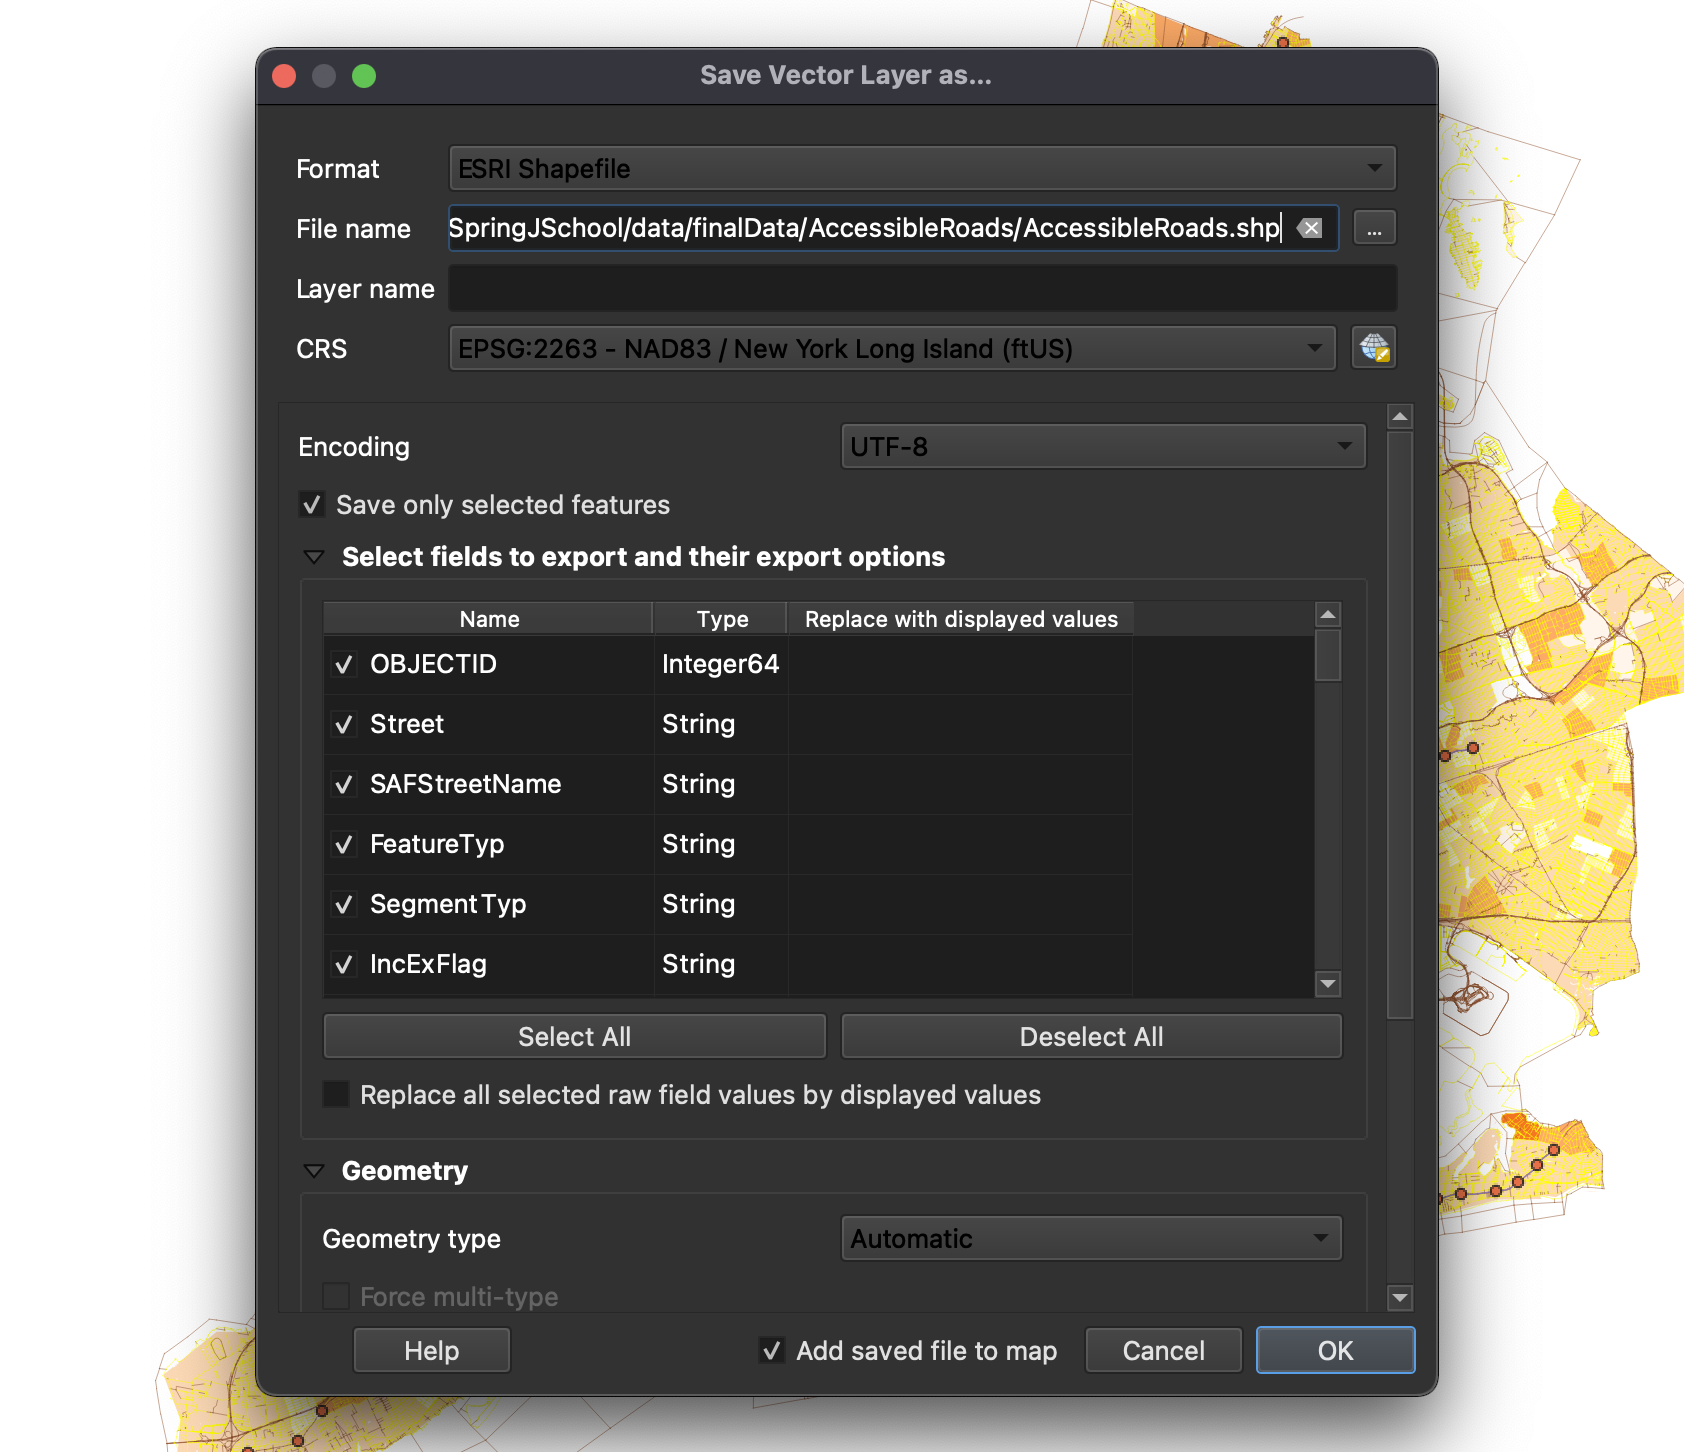 Save Vector Layer as...
Format ESRI Shapefile
File name SpringJSchool/data/finalData/AccessibleRoads/AccessibleRoads.shp ...
Layer name
CRS EPSG:2263 - NAD83 / New York Long Island (ftUS)
Encoding UTF-8
Save only selected features
Select fields to export and their export options
Name Type Replace with displayed values
OBJECTID Integer64
Street String
SAFStreetName String
FeatureTyp String
SegmentTyp String
IncExFlag String
Select All Deselect All
Replace all selected raw field values by displayed values
Geometry
Geometry type Automatic
Force multi-type
Help Add saved file to map Cancel OK